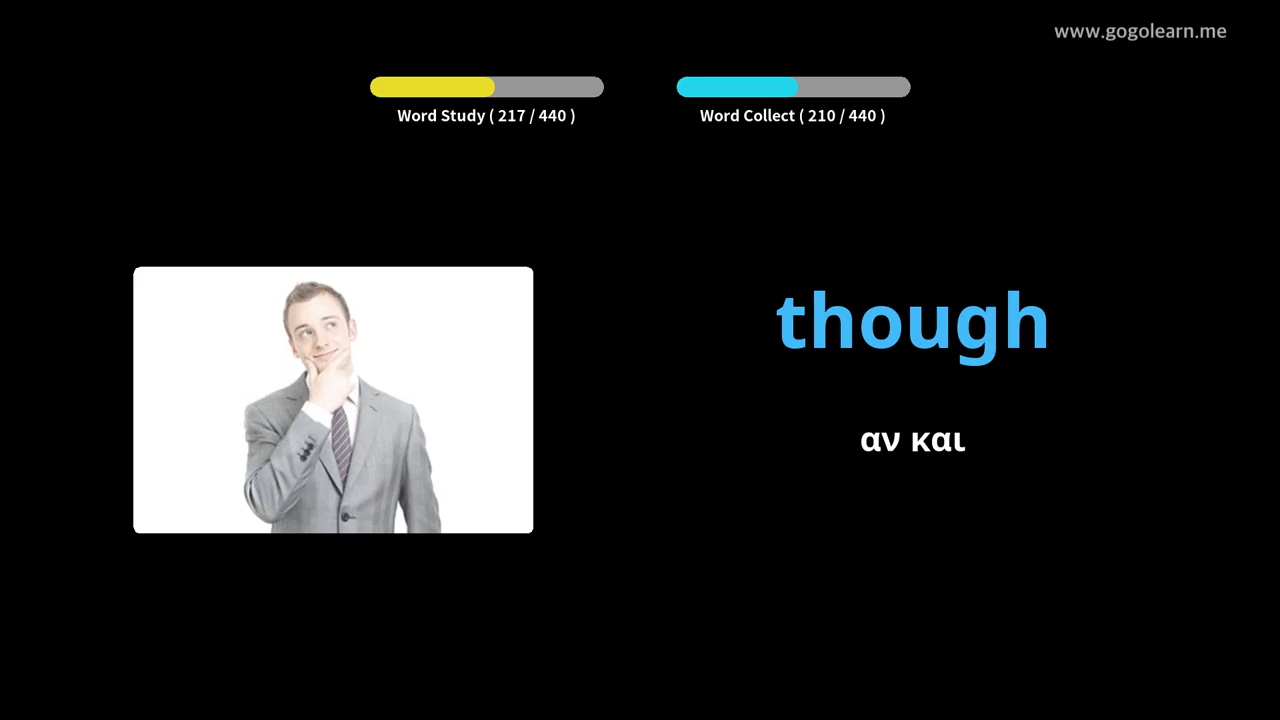 www.gogolearn.me
Word Study ( 217 / 440 )
Word Collect ( 210 / 440 )
though
αν και